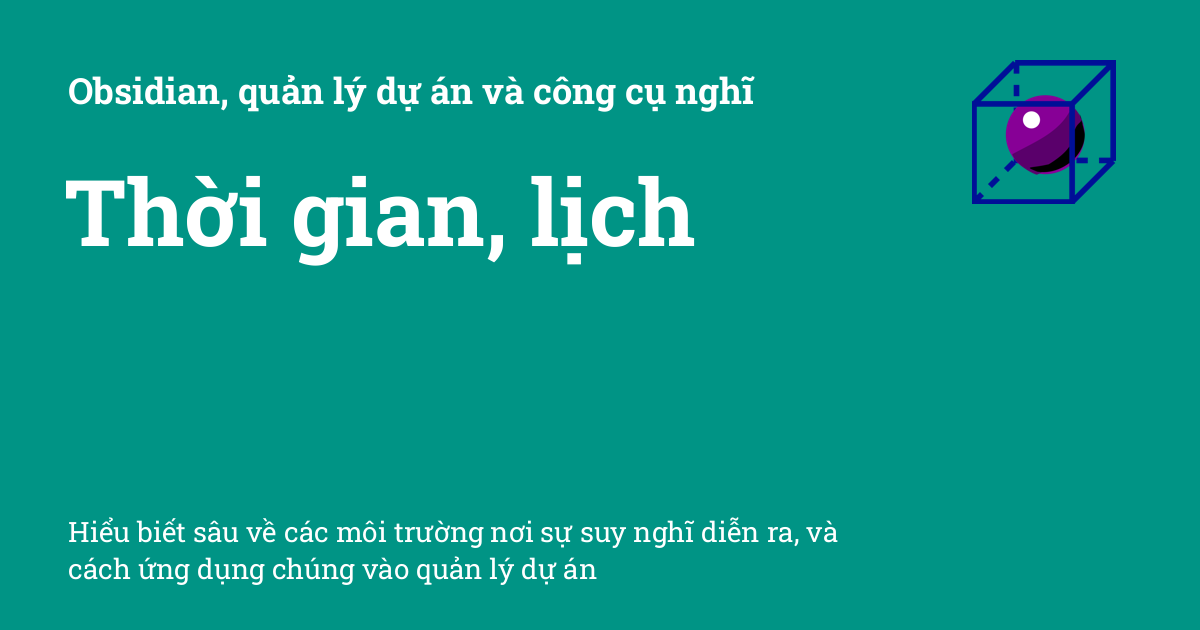 Obsidian, quản lý dự án và công cụ nghĩ
Thời gian, lịch
Hiểu biết sâu về các môi trường nơi sự suy nghĩ diễn ra, và
cách ứng dụng chúng vào quản lý dự án